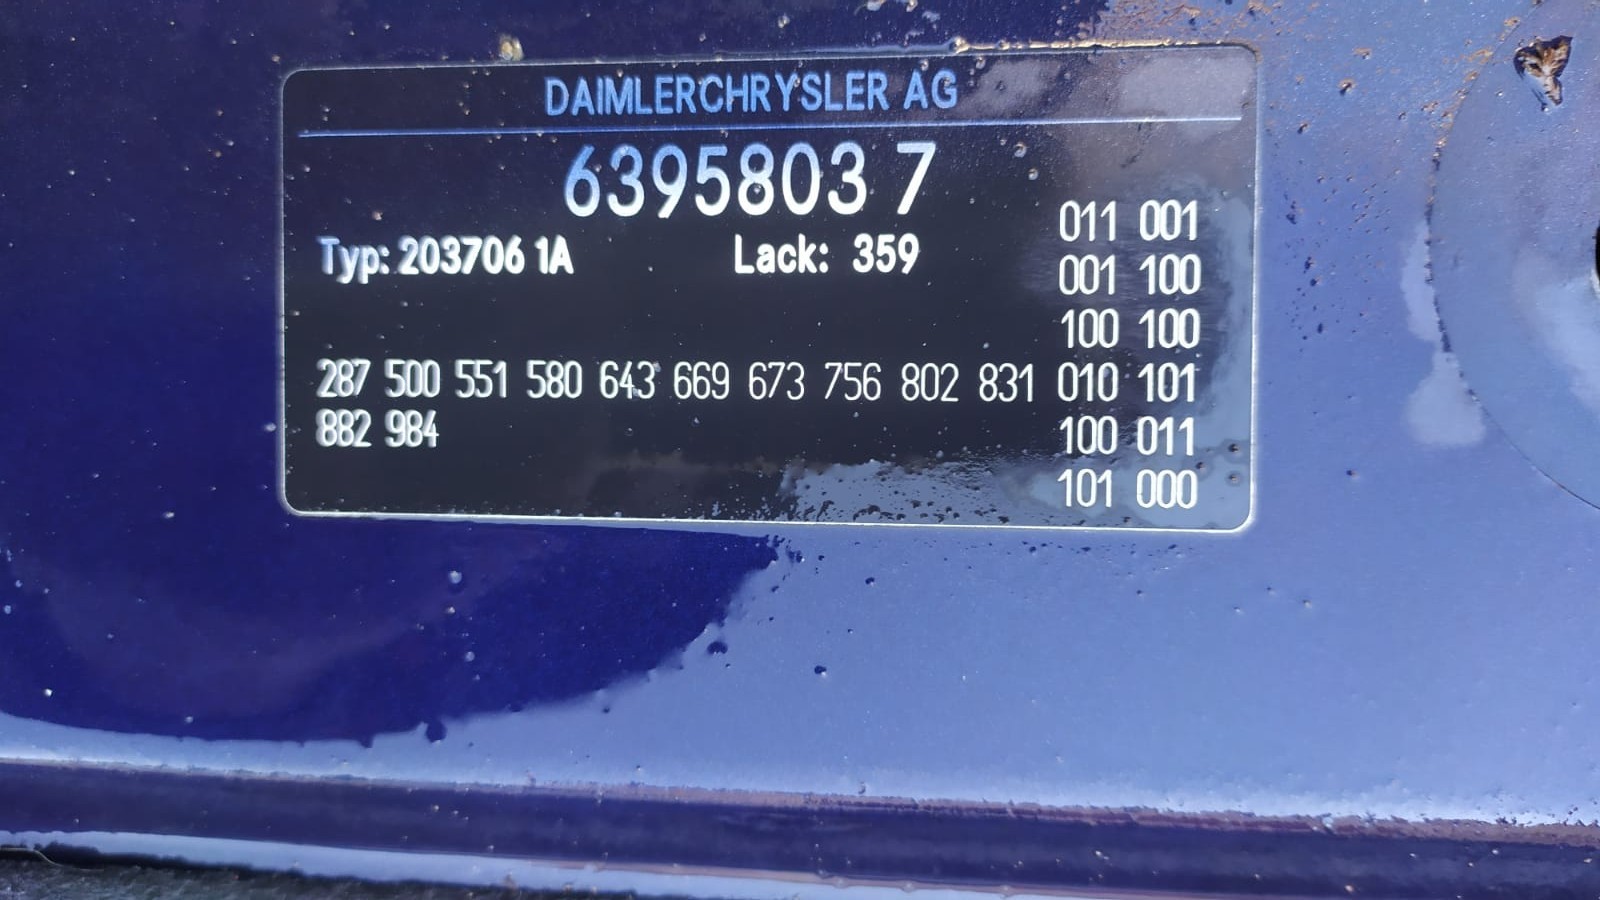 DAIMLERCHRYSLER AG
6395803 7
Typ: 203706 1A Lack: 359
011 001
001 100
100 100
287 500 551 580 643 669 673 756 802 831 010 101
882 984
100 011
101 000